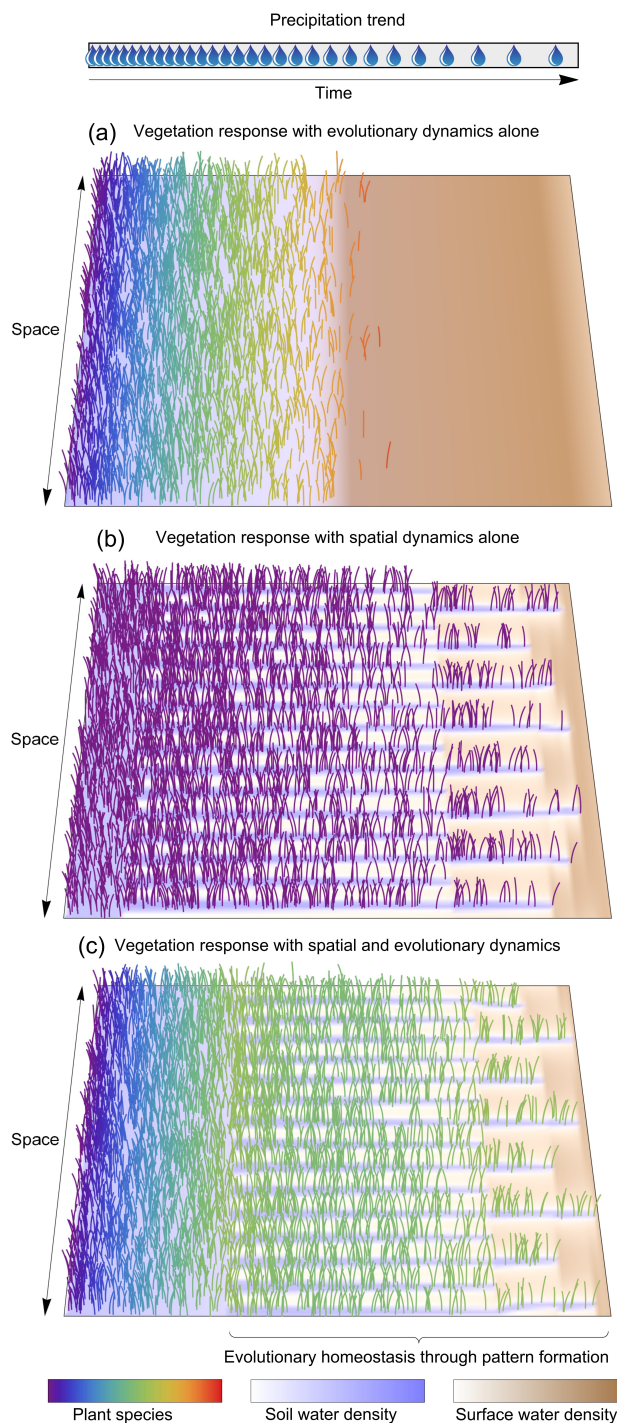 Precipitation trend
Time
(a) Vegetation response with evolutionary dynamics alone
Space
(b) Vegetation response with spatial dynamics alone
Space
(c) Vegetation response with spatial and evolutionary dynamics
Space
Evolutionary homeostasis through pattern formation
Plant species
Soil water density
Surface water density